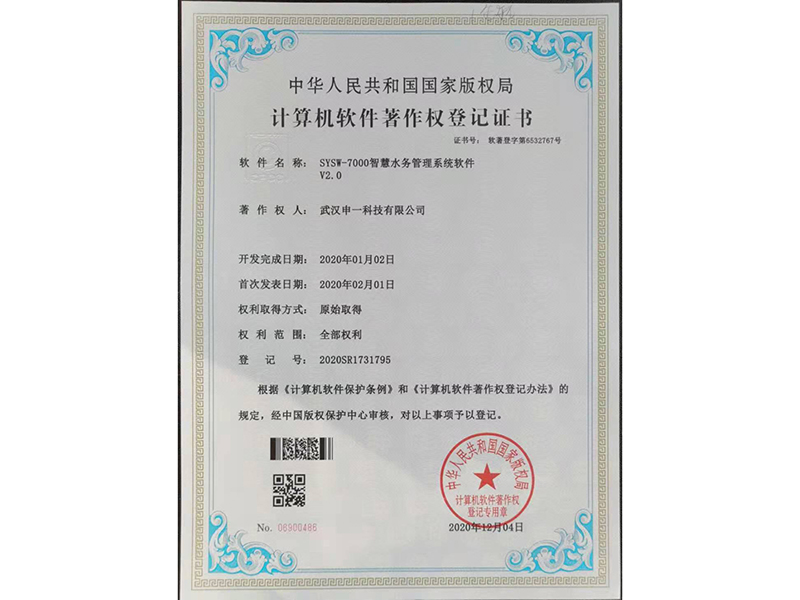 中华人民共和国国家版权局
计算机软件著作权登记证书
证书号： 软著登字第6532767号
软件名称： SYSW-7000智慧水务管理系统软件
V2.0
著作权人： 武汉申一科技有限公司
开发完成日期： 2020年01月02日
首次发表日期： 2020年02月01日
权利取得方式： 原始取得
权利范围： 全部权利
登记号： 2020SR1731795
根据《计算机软件保护条例》和《计算机软件著作权登记办法》的
规定，经中国版权保护中心审核，对以上事项予以登记。
中华人民共和国国家版权局
计算机软件著作权
登记专用章
No. 06900486
2020年12月04日